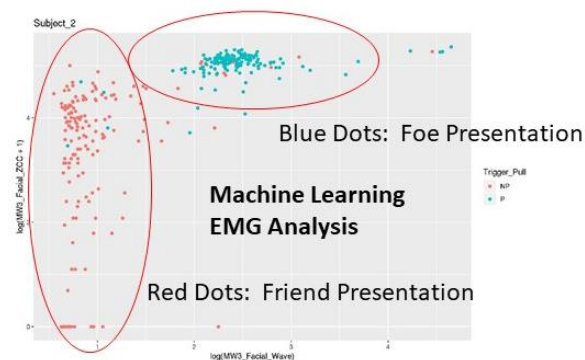 Subject_2
log(MW3_Facial_ZCC + 1)
4
2
0
1
2
3
4
log(MW3_Facial_Wave)
Blue Dots:  Foe Presentation
Machine Learning
EMG Analysis
Red Dots:  Friend Presentation
Trigger_Pull
NP
P